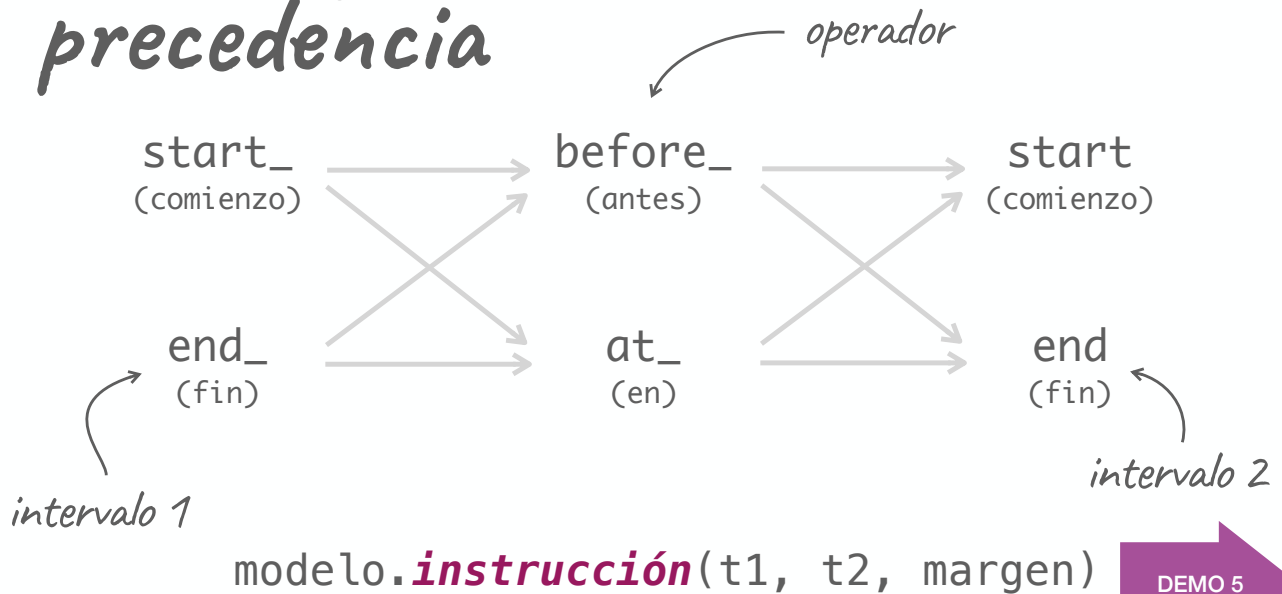 precedencia
operador
start_ before_ start
(comienzo) (antes) (comienzo)
end_ at_ end
(fin) (en) (fin)
intervalo 1
intervalo 2
modelo.instrucción(t1, t2, margen)
DEMO 5